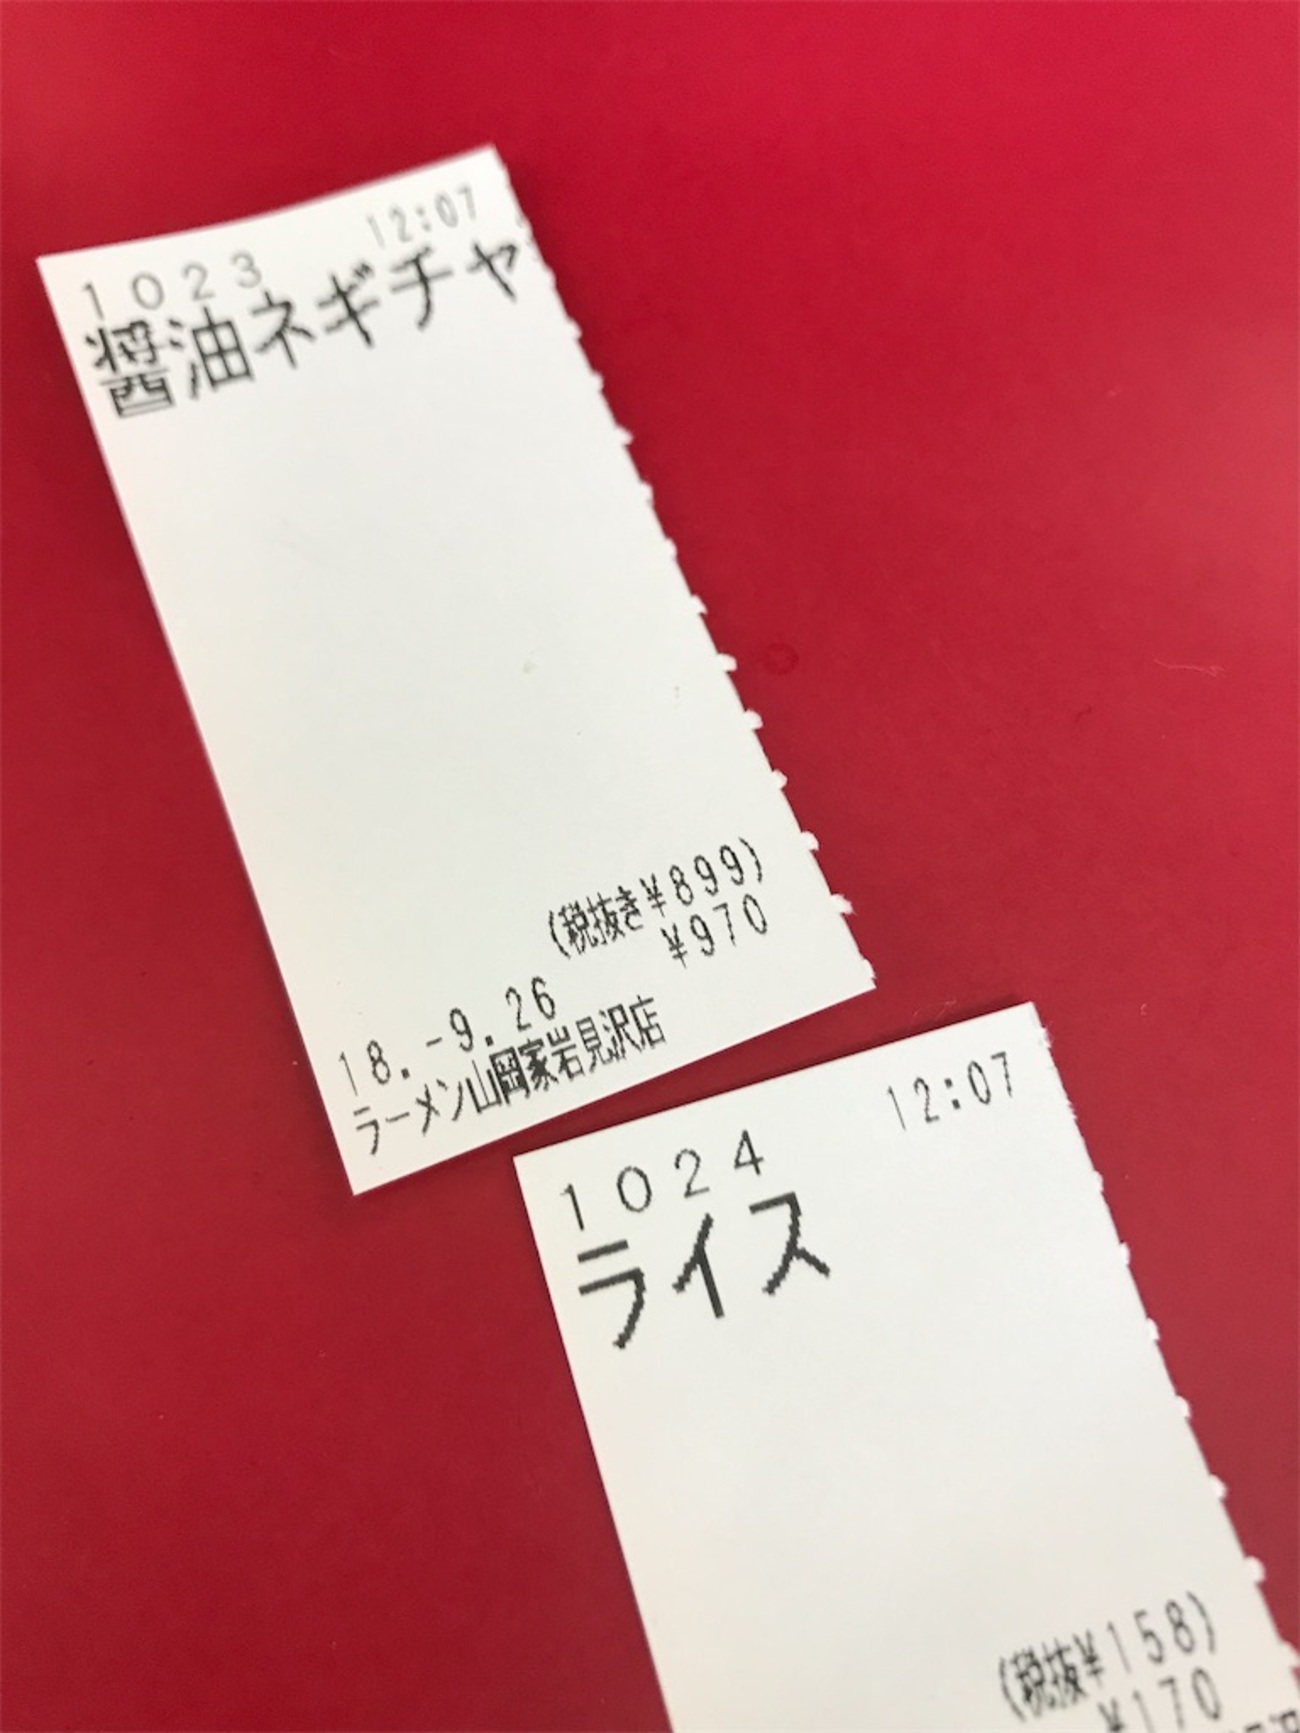 1023 12:07
醤油ネギチャ
(税抜き¥899)
¥970
18.-9.26
ラーメン山岡家岩見沢店
1024 12:07
ライス
(税抜¥158)
¥170